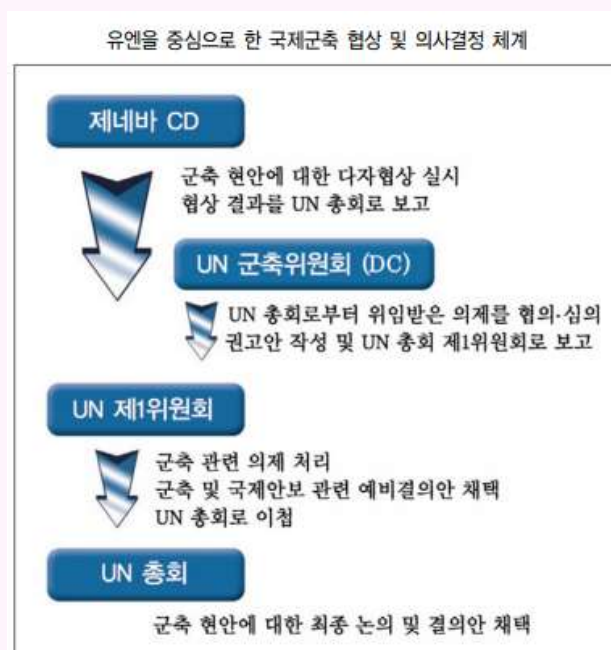 유엔을 중심으로 한 국제군축 협상 및 의사결정 체계
제네바 CD
군축 현안에 대한 다자협상 실시
협상 결과를 UN 총회로 보고
UN 군축위원회 (DC)
UN 총회로부터 위임받은 의제를 협의·심의
권고안 작성 및 UN 총회 제1위원회로 보고
UN 제1위원회
군축 관련 의제 처리
군축 및 국제안보 관련 예비결의안 채택
UN 총회로 이첩
UN 총회
군축 현안에 대한 최종 논의 및 결의안 채택